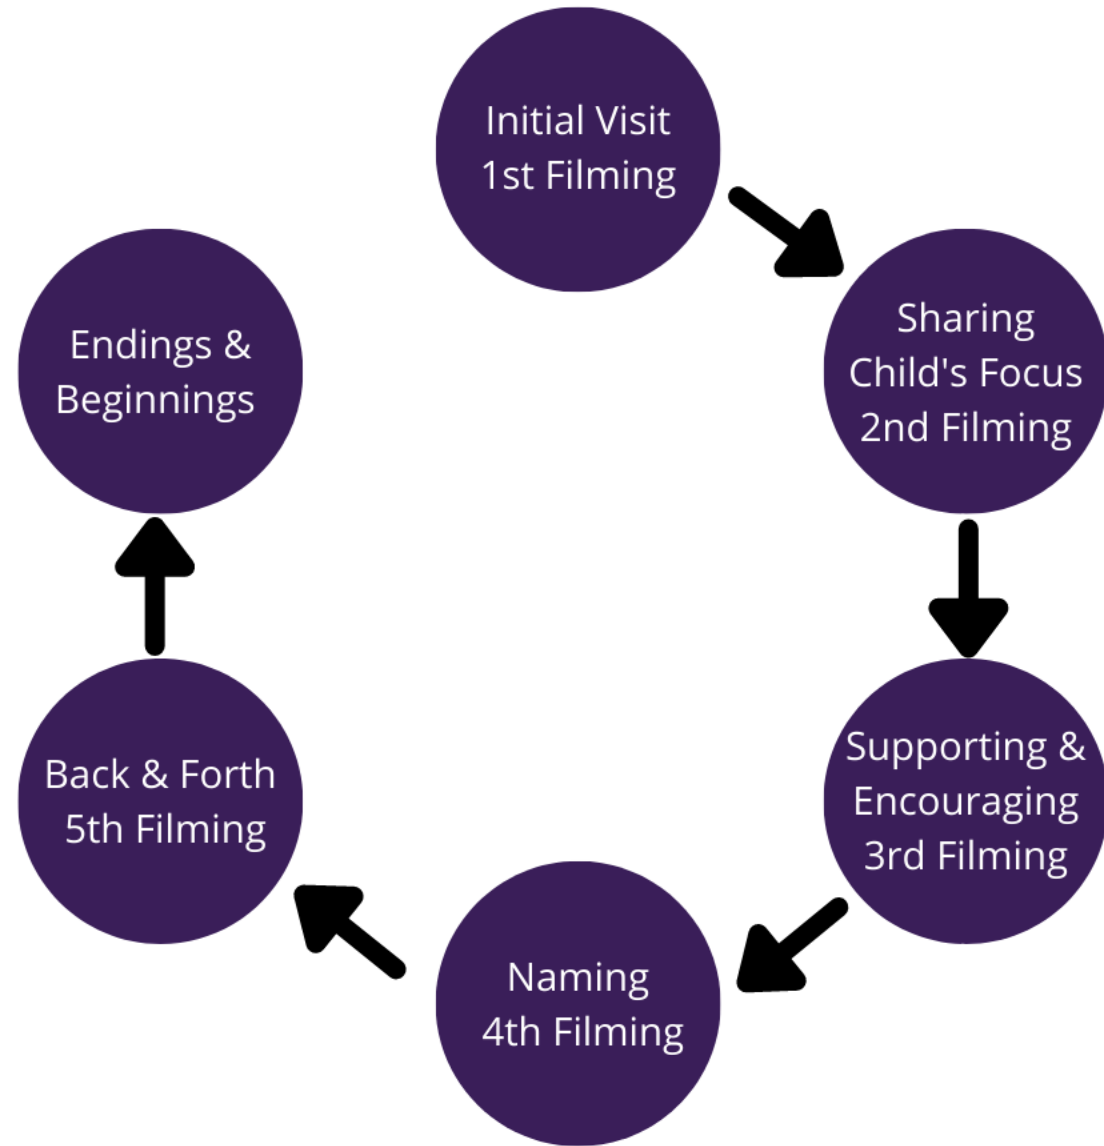 Initial Visit
1st Filming
Sharing
Child's Focus
2nd Filming
Supporting &
Encouraging
3rd Filming
Naming
4th Filming
Back & Forth
5th Filming
Endings &
Beginnings